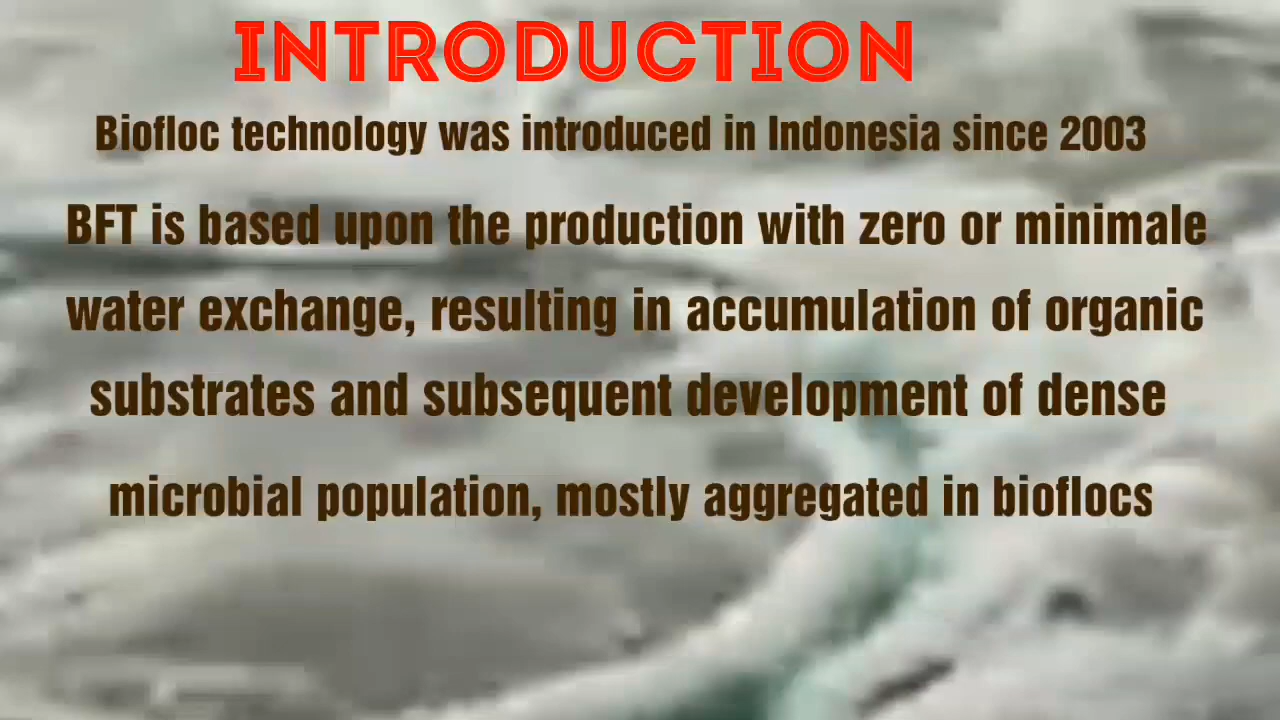 INTRODUCTION
Biofloc technology was introduced in Indonesia since 2003
BFT is based upon the production with zero or minimale
water exchange, resulting in accumulation of organic
substrates and subsequent development of dense
microbial population, mostly aggregated in bioflocs